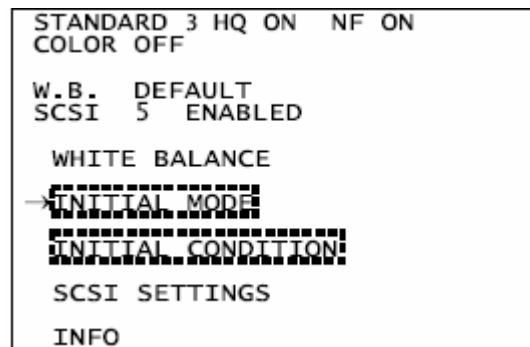 STANDARD 3 HQ ON NF ON
COLOR OFF
W.B. DEFAULT
SCSI 5 ENABLED
WHITE BALANCE
→INITIAL MODE
INITIAL CONDITION
SCSI SETTINGS
INFO